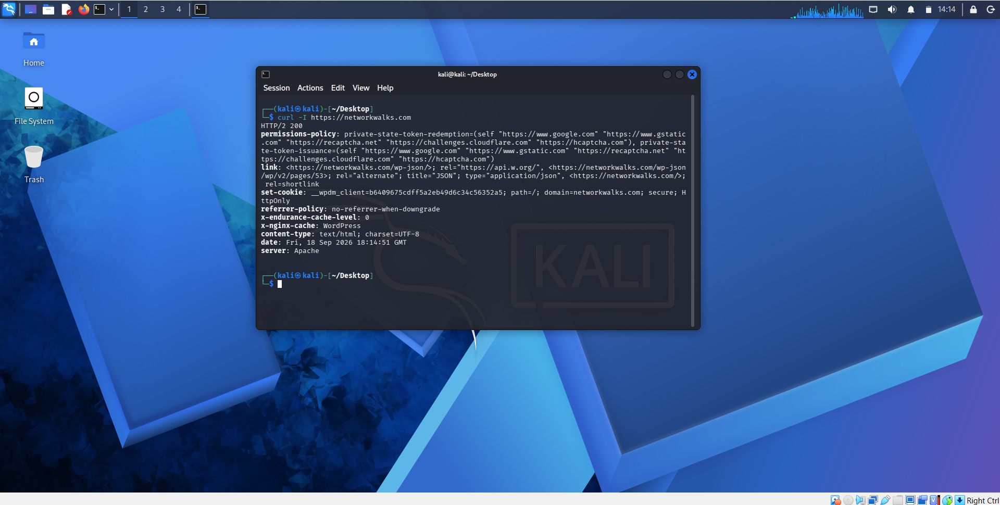 1 2 3 4
14:14
Home
File System
Trash
kali@kali: ~/Desktop
Session Actions Edit View Help
┌──(kali㉿kali)-[~/Desktop]
└─$ curl -I https://networkwalks.com
HTTP/2 200
permissions-policy: private-state-token-redemption=(self "https://www.google.com" "https://www.gstatic
.com" "https://recaptcha.net" "https://challenges.cloudflare.com" "https://hcaptcha.com"), private-sta
te-token-issuance=(self "https://www.google.com" "https://www.gstatic.com" "https://recaptcha.net" "ht
tps://challenges.cloudflare.com" "https://hcaptcha.com")
link: <https://networkwalks.com/wp-json/>; rel="https://api.w.org/", <https://networkwalks.com/wp-json
/wp/v2/pages/53>; rel="alternate"; title="JSON"; type="application/json", <https://networkwalks.com/>;
 rel=shortlink
set-cookie: __wpdm_client=b6409675cdff5a2eb49d6c34c56352a5; path=/; domain=networkwalks.com; secure; H
ttpOnly
referrer-policy: no-referrer-when-downgrade
x-endurance-cache-level: 0
x-nginx-cache: WordPress
content-type: text/html; charset=UTF-8
date: Fri, 18 Sep 2026 18:14:51 GMT
server: Apache
┌──(kali㉿kali)-[~/Desktop]
└─$
KALI
Right Ctrl